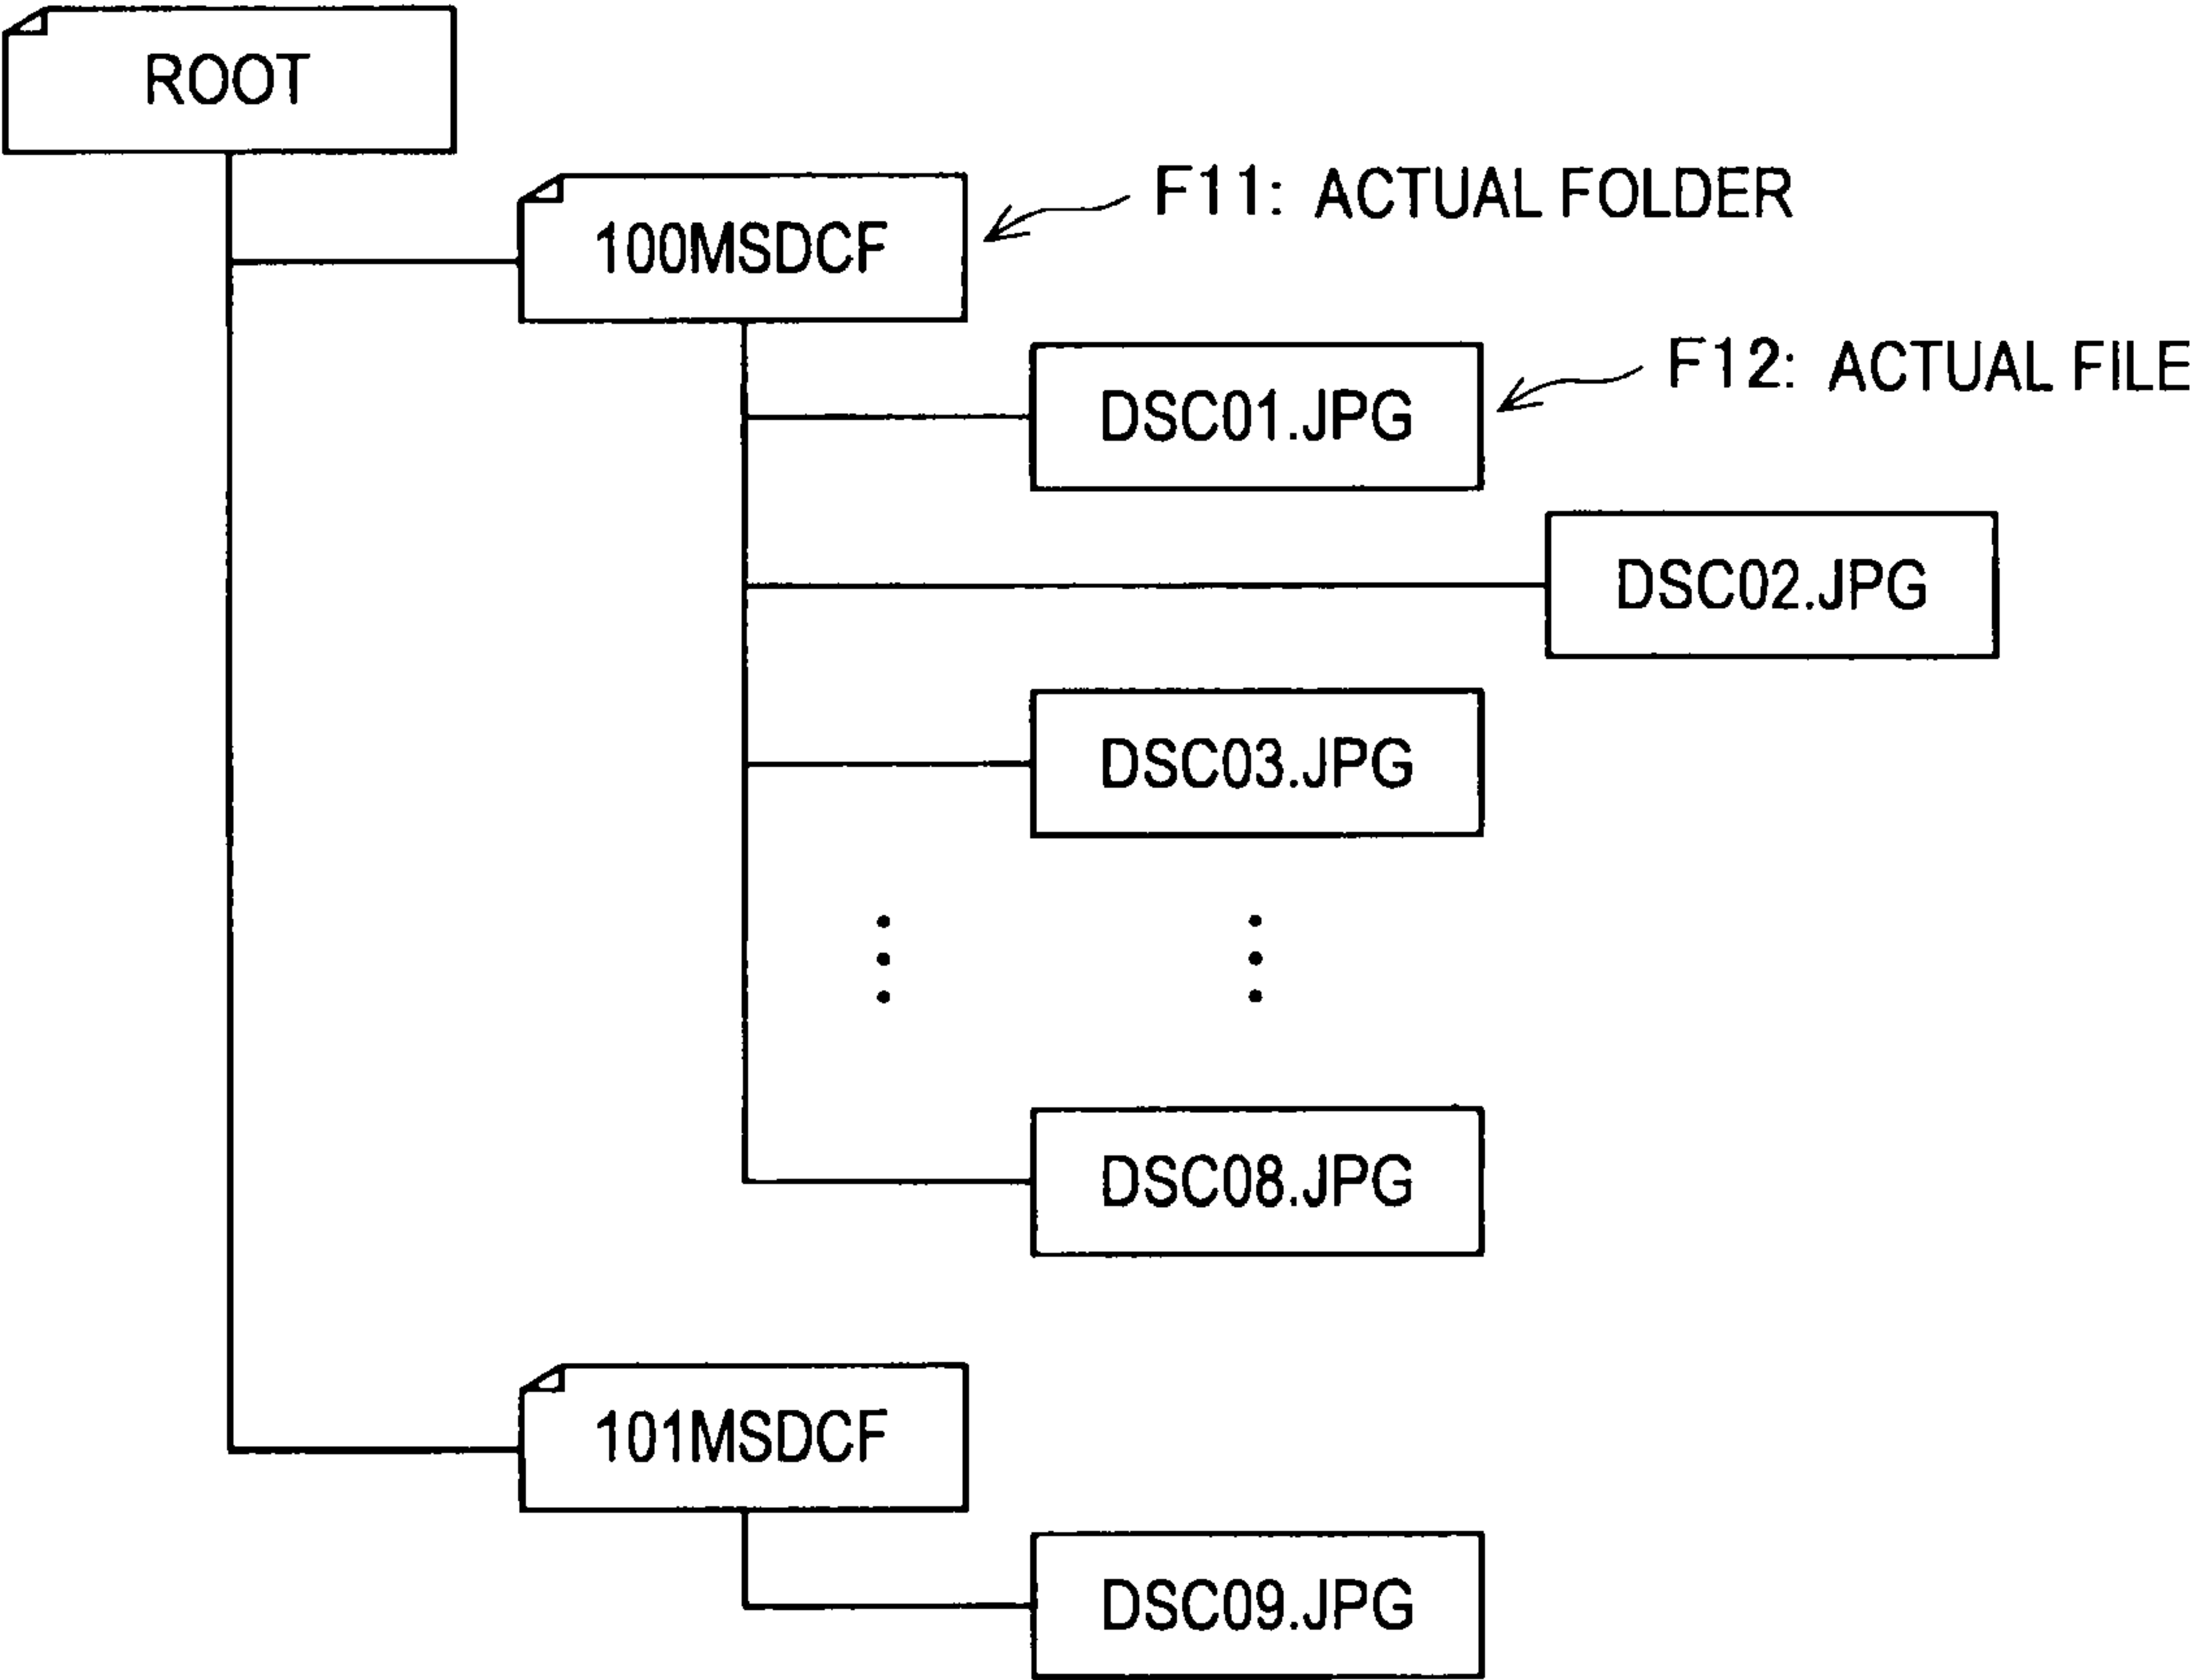 ROOT
100MSDCF
F11: ACTUAL FOLDER
DSC01.JPG
F12: ACTUAL FILE
DSC02.JPG
DSC03.JPG
DSC08.JPG
101MSDCF
DSC09.JPG